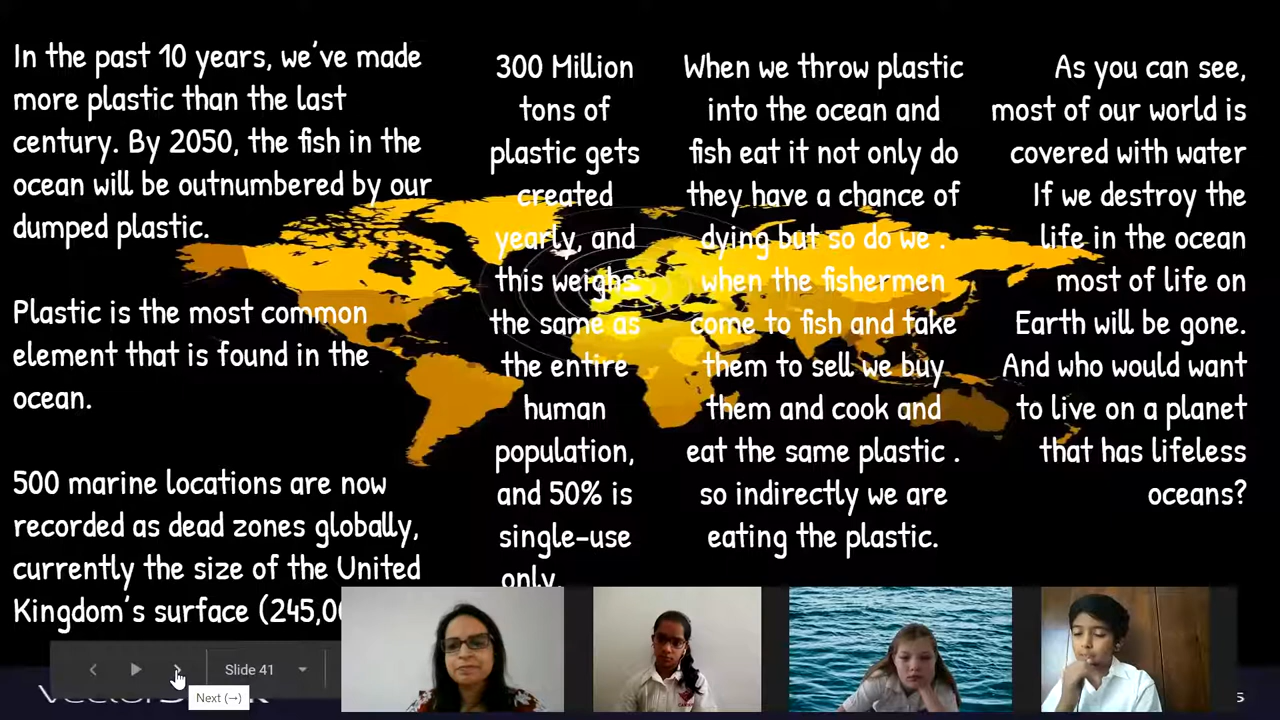 In the past 10 years, we've made
more plastic than the last
century. By 2050, the fish in the
ocean will be outnumbered by our
dumped plastic.
Plastic is the most common
element that is found in the
ocean.
500 marine locations are now
recorded as dead zones globally,
currently the size of the United
Kingdom's surface
300 Million
tons of
plastic gets
created
yearly, and
this weighs
the same as
the entire
human
population,
and 50% is
single-use
only.
When we throw plastic
into the ocean and
fish eat it not only do
they have a chance of
dying but so do we .
when the fishermen
come to fish and take
them to sell we buy
them and cook and
eat the same plastic .
so indirectly we are
eating the plastic.
As you can see,
most of our world is
covered with water
If we destroy the
life in the ocean
most of life on
Earth will be gone.
And who would want
to live on a planet
that has lifeless
oceans?
Slide 41
Next (→)
5